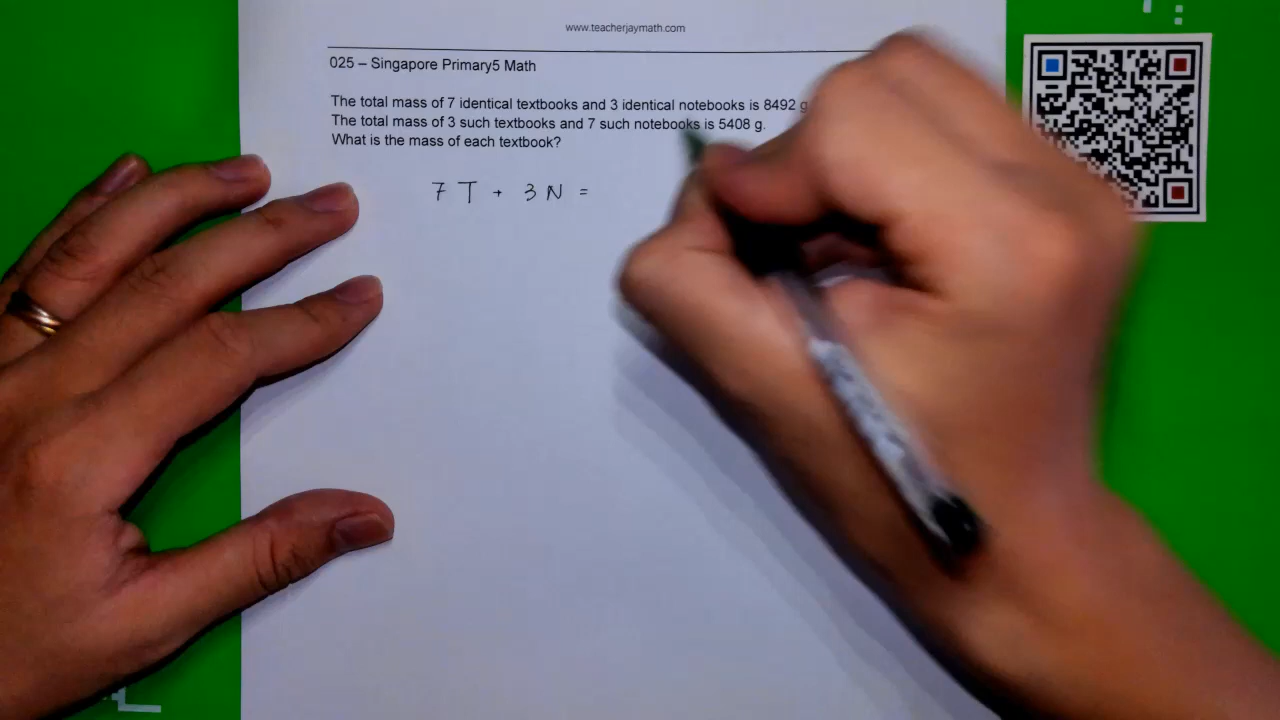 www.teacherjaymath.com
025 – Singapore Primary5 Math
The total mass of 7 identical textbooks and 3 identical notebooks is 8492 g
The total mass of 3 such textbooks and 7 such notebooks is 5408 g.
What is the mass of each textbook?
7 T + 3 N =